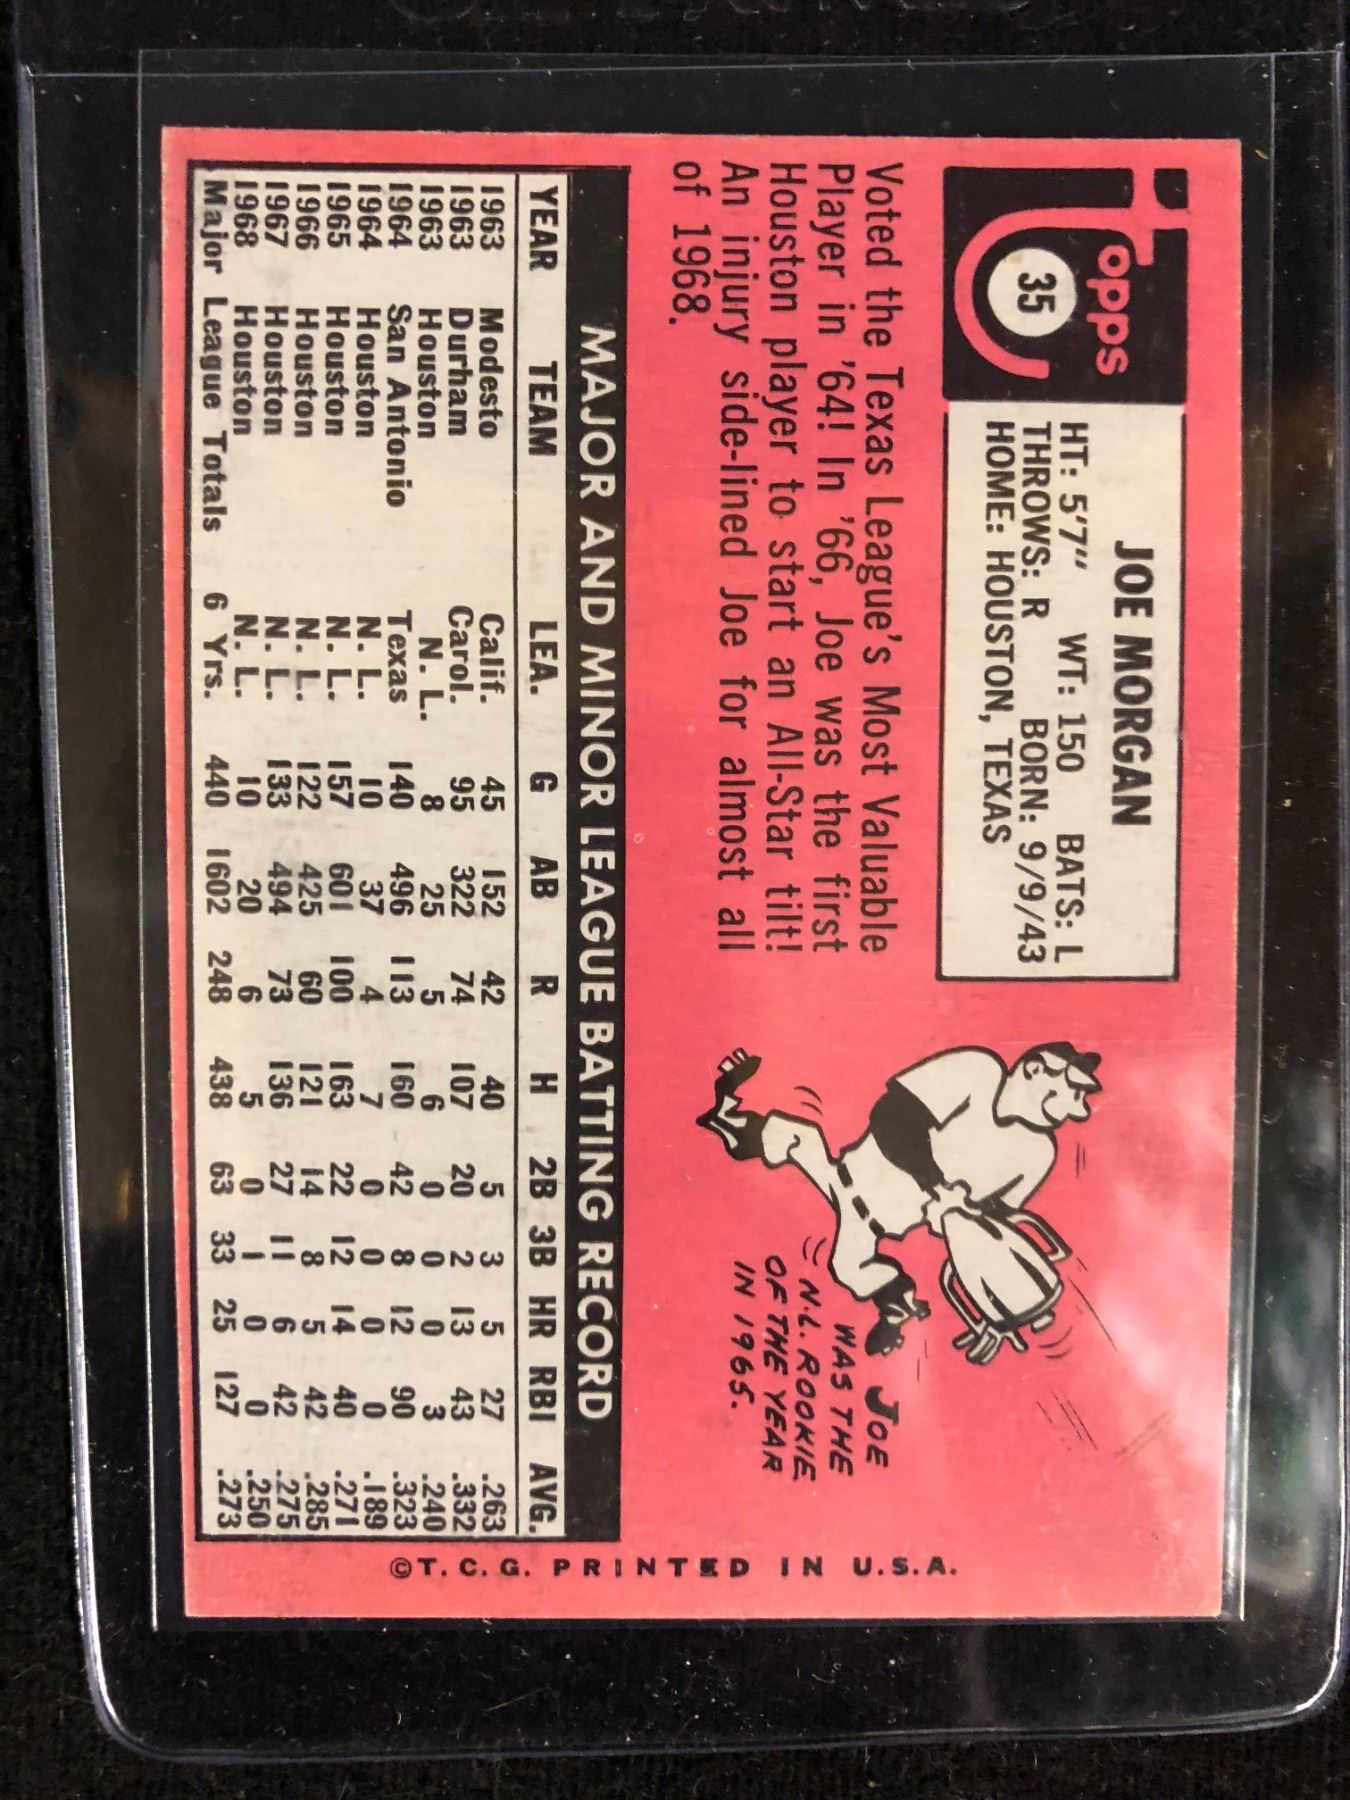 Topps
35
JOE MORGAN
HT: 5'7" WT: 150 BATS: L
THROWS: R BORN: 9/9/43
HOME: HOUSTON, TEXAS
Voted the Texas League's Most Valuable
Player in '64! In '66, Joe was the first
Houston player to start an All-Star tilt!
An injury side-lined Joe for almost all
of 1968.
JOE
WAS THE
N.L. ROOKIE
OF THE YEAR
IN 1965.
MAJOR AND MINOR LEAGUE BATTING RECORD
YEAR TEAM LEA. G AB R H 2B 3B HR RBI AVG.
1963 Modesto Calif. 45 152 42 40 5 3 5 27 .263
1963 Durham Carol. 95 322 74 107 20 2 13 43 .332
1963 Houston N. L. 8 25 5 6 0 0 0 3 .240
1964 San Antonio Texas 140 496 113 160 42 8 12 90 .323
1964 Houston N. L. 10 37 4 7 0 0 0 0 .189
1965 Houston N. L. 157 601 100 163 22 12 14 40 .271
1966 Houston N. L. 122 425 60 121 14 8 5 42 .285
1967 Houston N. L. 133 494 73 136 27 11 6 42 .275
1968 Houston N. L. 10 20 6 5 0 1 0 0 .250
Major League Totals 6 Yrs. 440 1602 248 438 63 33 25 127 .273
©T. C. G. PRINTED IN U.S.A.